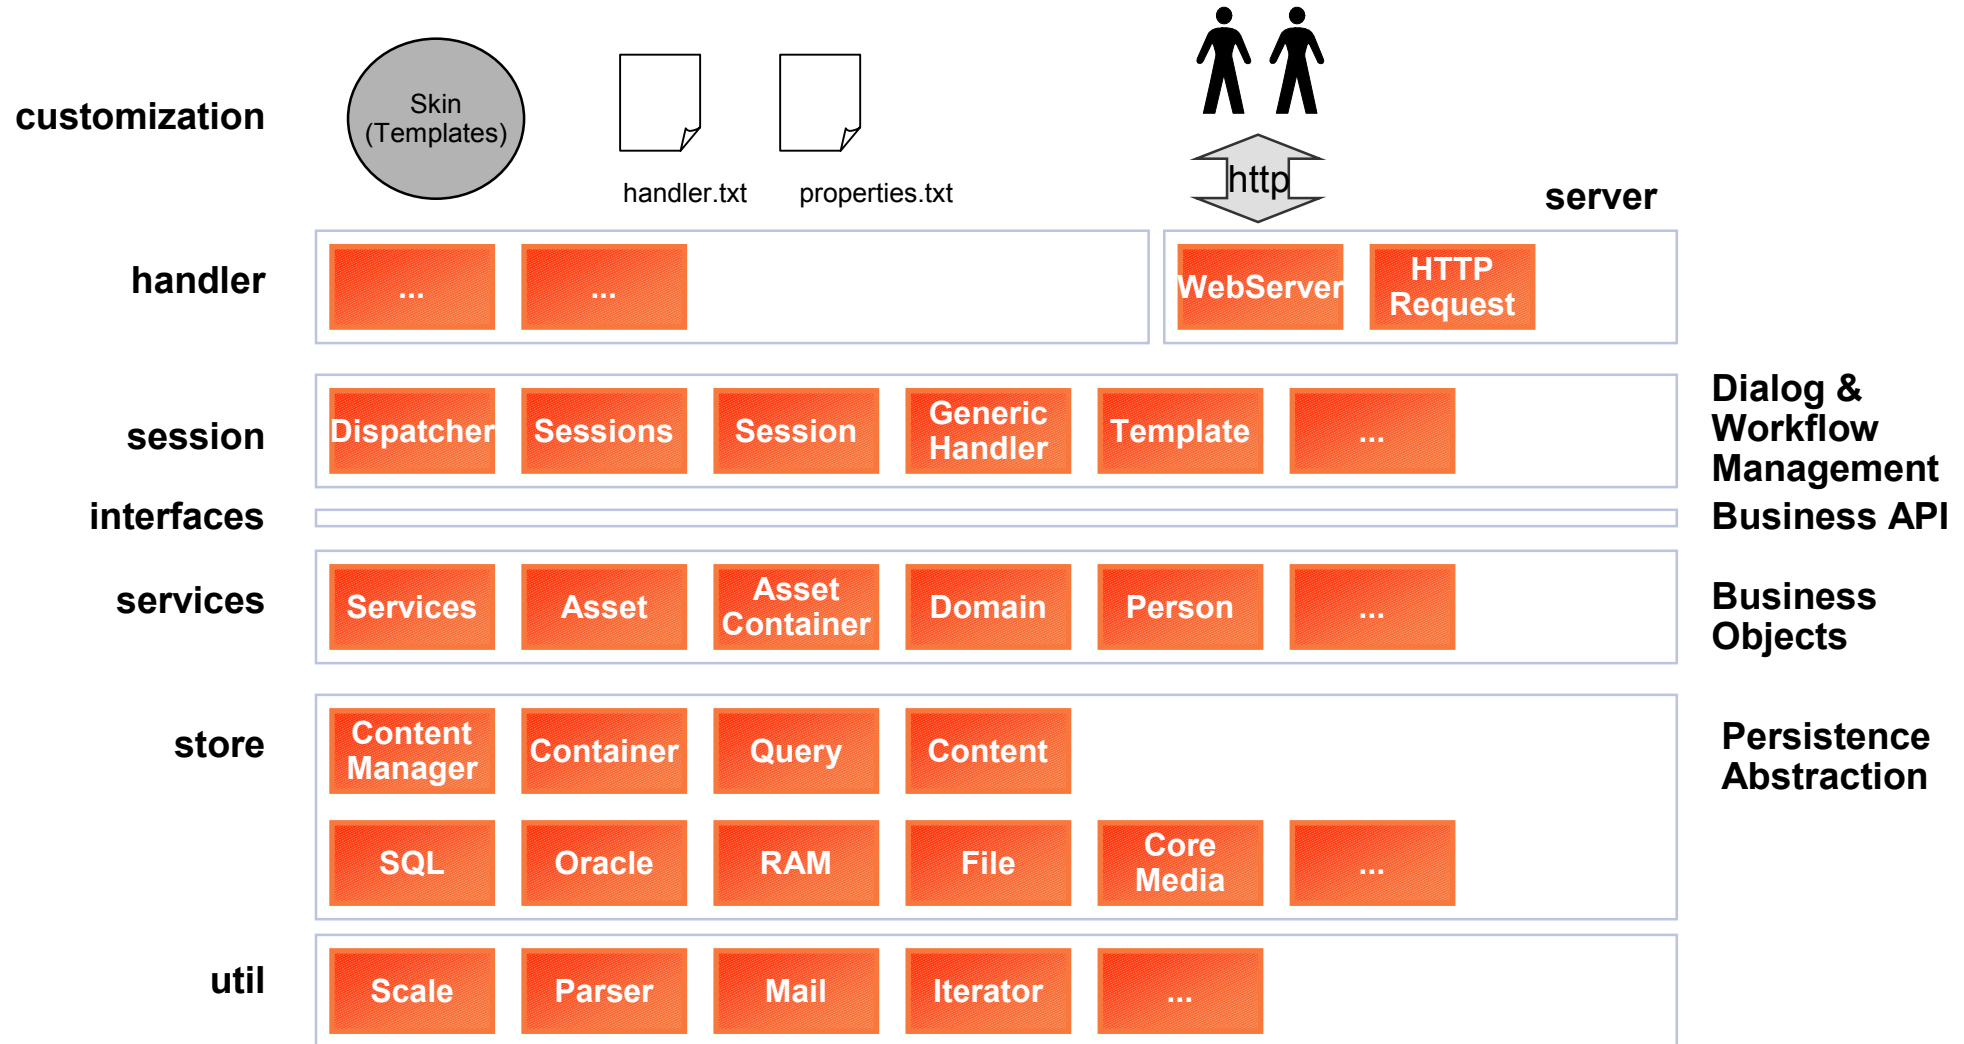 customization
Skin
(Templates)
handler.txt
properties.txt
http
server
handler
...
...
WebServer
HTTP
Request
session
Dispatcher
Sessions
Session
Generic
Handler
Template
...
Dialog &
Workflow
Management
interfaces
Business API
services
Services
Asset
Asset
Container
Domain
Person
...
Business
Objects
store
Content
Manager
Container
Query
Content
Persistence
Abstraction
SQL
Oracle
RAM
File
Core
Media
...
util
Scale
Parser
Mail
Iterator
...